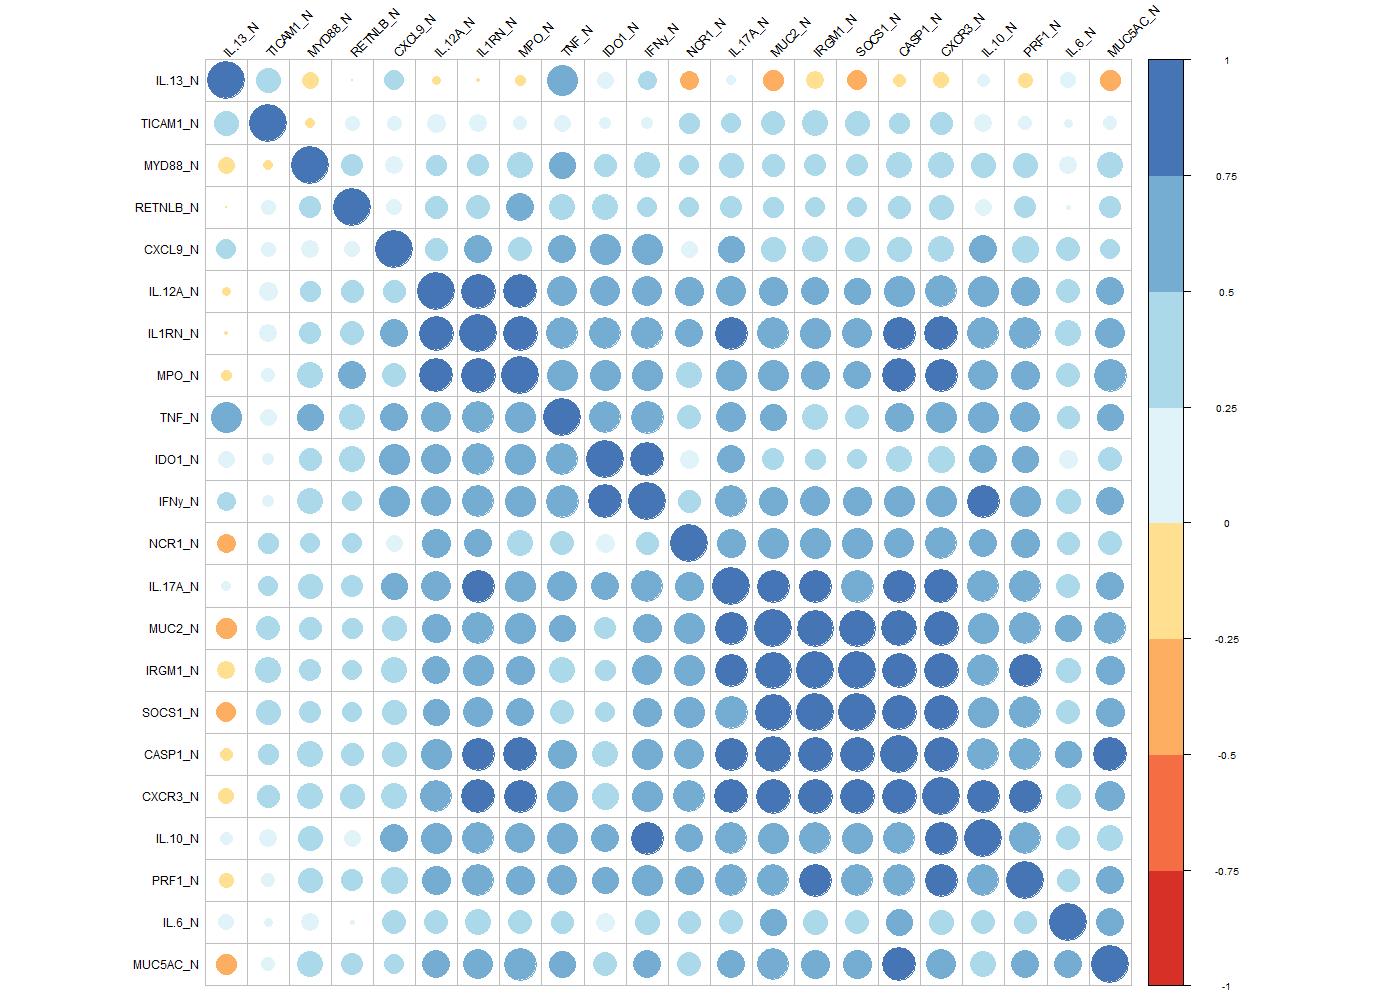 IL.13_N
TICAM1_N
MYD88_N
RETNLB_N
CXCL9_N
IL.12A_N
IL1RN_N
MPO_N
TNF_N
IDO1_N
IFNy_N
NCR1_N
IL.17A_N
MUC2_N
IRGM1_N
SOCS1_N
CASP1_N
CXCR3_N
IL.10_N
PRF1_N
IL.6_N
MUC5AC_N
IL.13_N
TICAM1_N
MYD88_N
RETNLB_N
CXCL9_N
IL.12A_N
IL1RN_N
MPO_N
TNF_N
IDO1_N
IFNy_N
NCR1_N
IL.17A_N
MUC2_N
IRGM1_N
SOCS1_N
CASP1_N
CXCR3_N
IL.10_N
PRF1_N
IL.6_N
MUC5AC_N
1
0.75
0.5
0.25
0
-0.25
-0.5
-0.75
-1